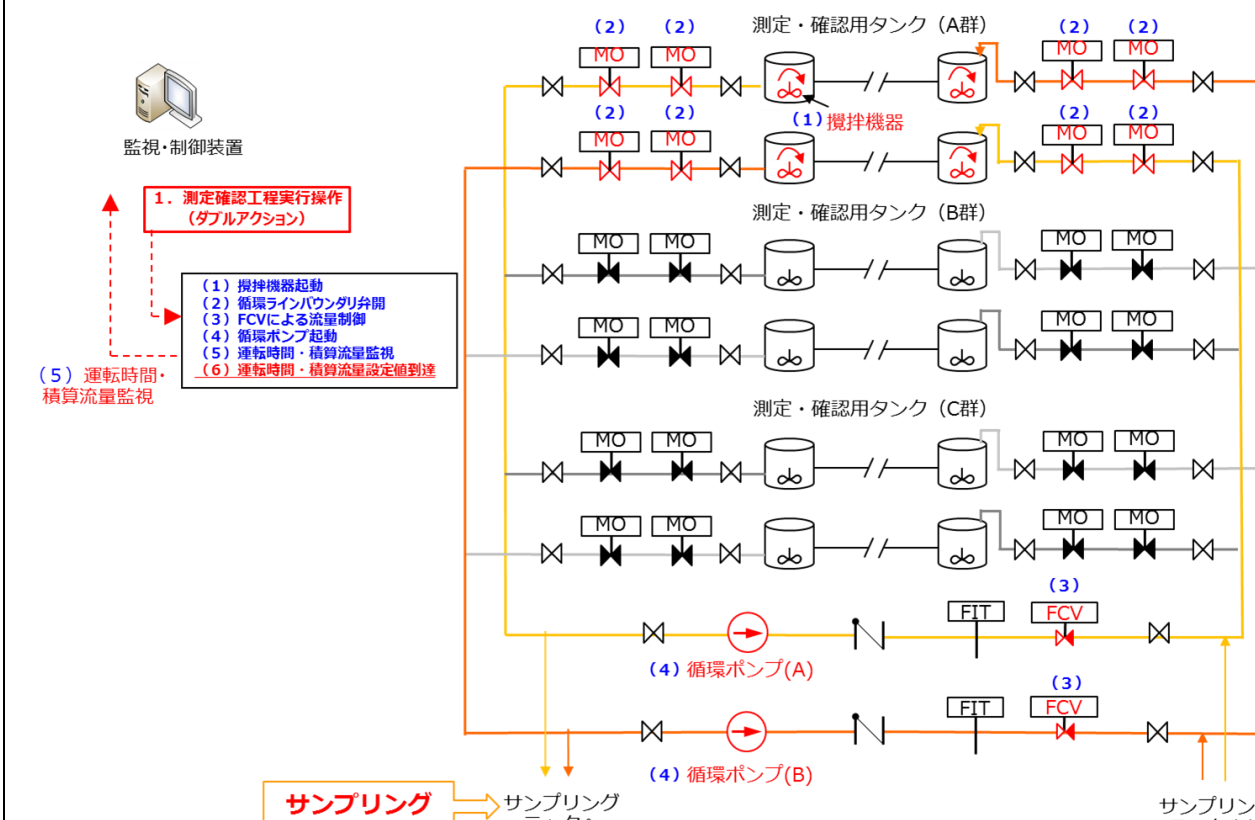 (2) (2) 測定・確認用タンク (A群) (2) (2)
MO MO MO MO
(1) 攪拌機器
監視・制御装置
(2) (2) (2) (2)
MO MO MO MO
1．測定確認工程実行操作
（ダブルアクション）
測定・確認用タンク (B群)
MO MO MO MO
(1) 攪拌機器起動
(2) 循環ラインバウンダリ弁開
(3) FCVによる流量制御
(4) 循環ポンプ起動
(5) 運転時間・積算流量監視
(6) 運転時間・積算流量設定値到達
MO MO MO MO
(5) 運転時間・
積算流量監視
測定・確認用タンク (C群)
MO MO MO MO
MO MO MO MO
(3)
FIT FCV
(4) 循環ポンプ(A)
(3)
FIT FCV
(4) 循環ポンプ(B)
サンプリング
サンプリング
サンプリン